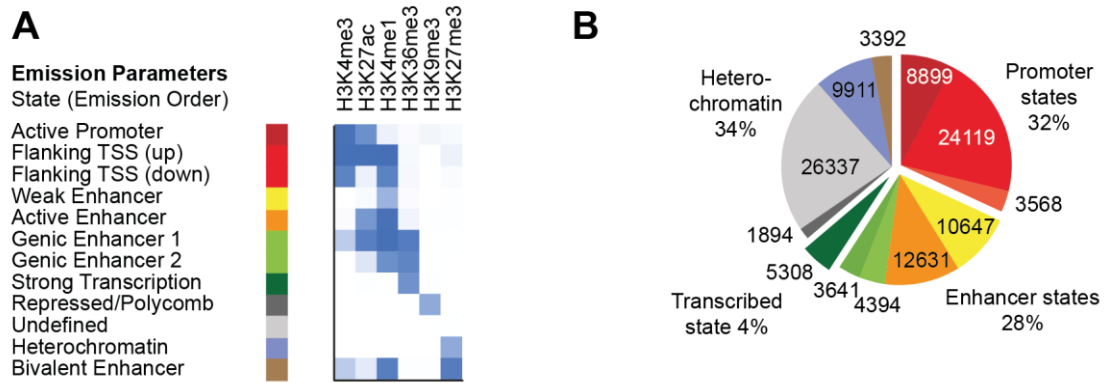 A
Emission Parameters
State (Emission Order)
H3K4me3
H3K27ac
H3K4me1
H3K36me3
H3K9me3
H3K27me3
Active Promoter
Flanking TSS (up)
Flanking TSS (down)
Weak Enhancer
Active Enhancer
Genic Enhancer 1
Genic Enhancer 2
Strong Transcription
Repressed/Polycomb
Undefined
Heterochromatin
Bivalent Enhancer
B
3392
8899
Promoter
states
32%
24119
3568
10647
12631
Enhancer states
28%
4394
3641
5308
Transcribed
state 4%
1894
26337
9911
Hetero-
chromatin
34%